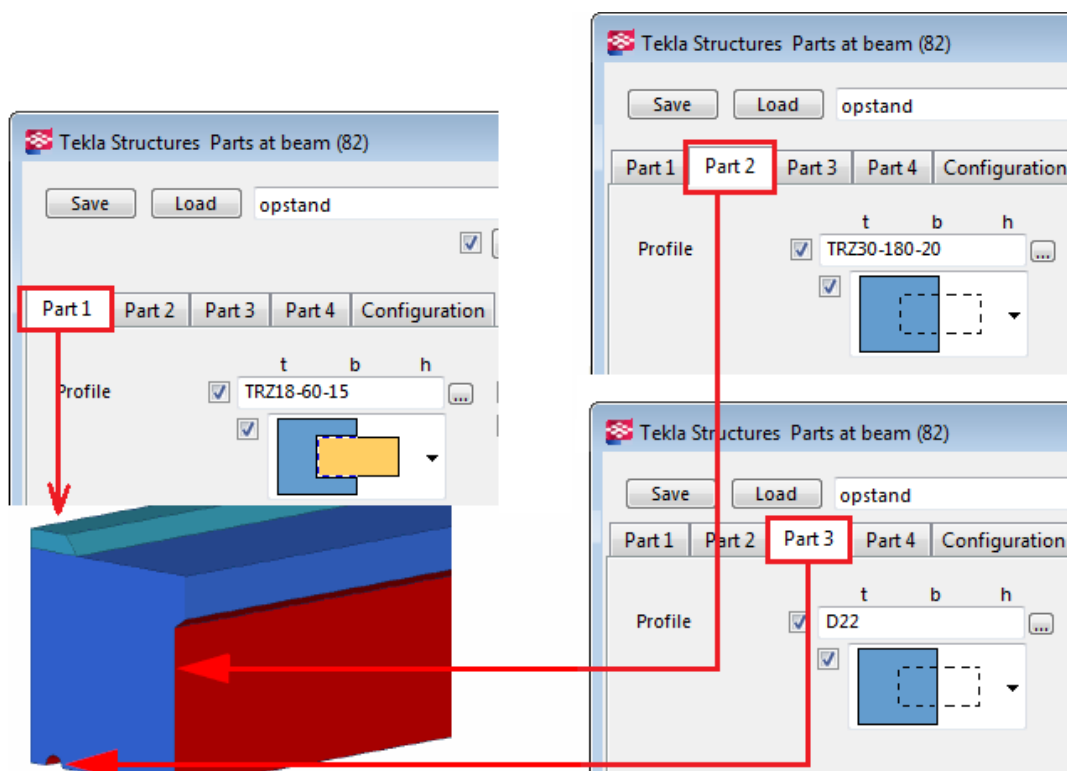 Tekla Structures Parts at beam (82)
Save Load opstand
Part 1 Part 2 Part 3 Part 4 Configuration
t b h
Profile TRZ18-60-15 ...
Tekla Structures Parts at beam (82)
Save Load opstand
Part 1 Part 2 Part 3 Part 4 Configuration
t b h
Profile TRZ30-180-20 ...
Tekla Structures Parts at beam (82)
Save Load opstand
Part 1 Part 2 Part 3 Part 4 Configuration
t b h
Profile D22 ...